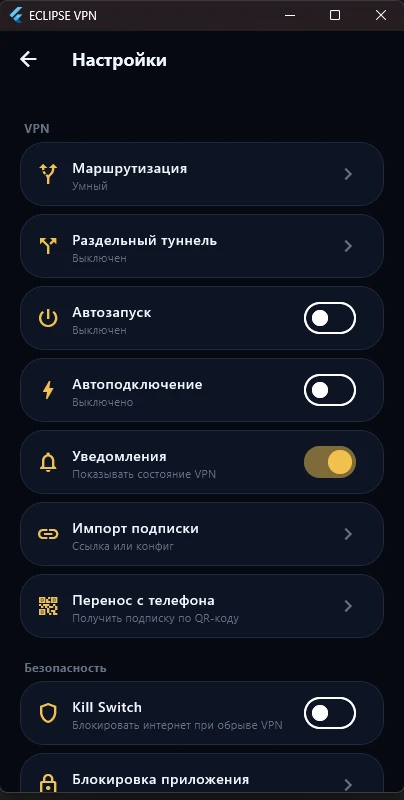 ECLIPSE VPN
Настройки
VPN
Маршрутизация
Умный
Раздельный туннель
Выключен
Автозапуск
Выключен
Автоподключение
Выключено
Уведомления
Показывать состояние VPN
Импорт подписки
Ссылка или конфиг
Перенос с телефона
Получить подписку по QR-коду
Безопасность
Kill Switch
Блокировать интернет при обрыве VPN
Блокировка приложения